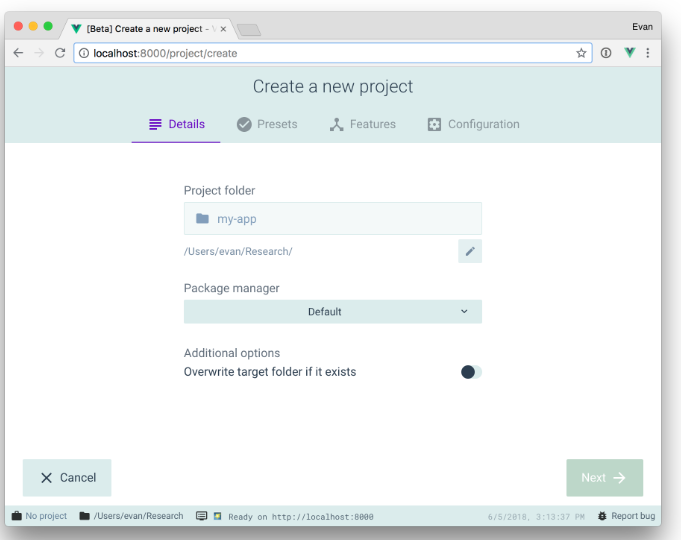 [Beta] Create a new project -
Evan
localhost:8000/project/create
Create a new project
Details Presets Features Configuration
Project folder
my-app
/Users/evan/Research/
Package manager
Default
Additional options
Overwrite target folder if it exists
Cancel
Next
No project /Users/evan/Research Ready on http://localhost:8000 6/5/2018, 3:13:37 PM Report bug